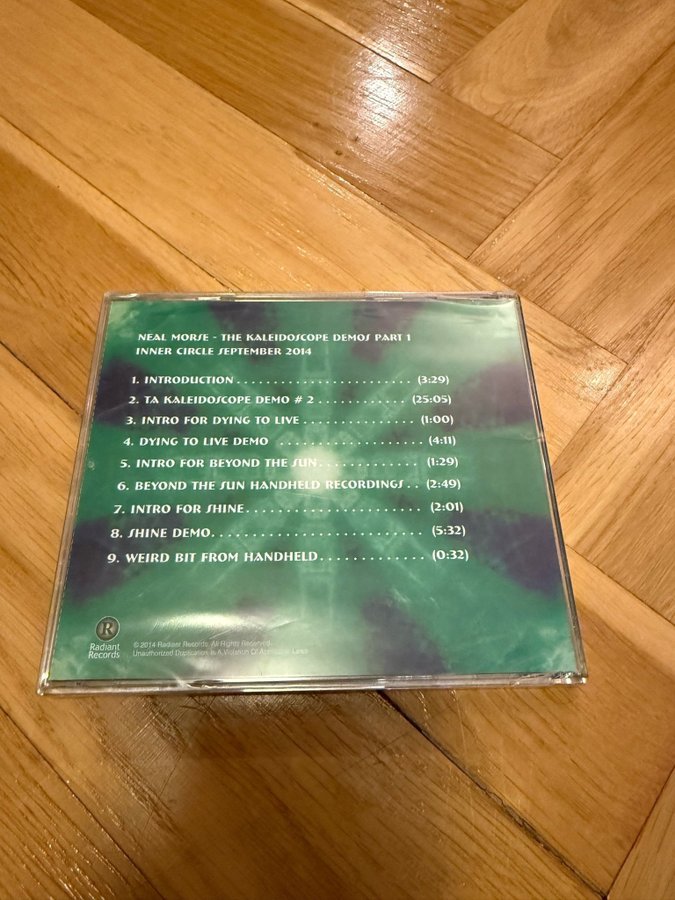 NEAL MORSE - THE KALEIDOSCOPE DEMOS PART 1
INNER CIRCLE SEPTEMBER 2014
1. INTRODUCTION........................(3:29)
2. TA KALEIDOSCOPE DEMO # 2............(25:05)
3. INTRO FOR DYING TO LIVE...............(1:00)
4. DYING TO LIVE DEMO ....................(4:11)
5. INTRO FOR BEYOND THE SUN.............(1:29)
6. BEYOND THE SUN HANDHELD RECORDINGS..(2:49)
7. INTRO FOR SHINE.......................(2:01)
8. SHINE DEMO............................(5:32)
9. WEIRD BIT FROM HANDHELD..............(0:32)
R
Radiant
Records
© 2014 Radiant Records. All Rights Reserved.
Unauthorized Duplication Is A Violation Of Applicable Laws